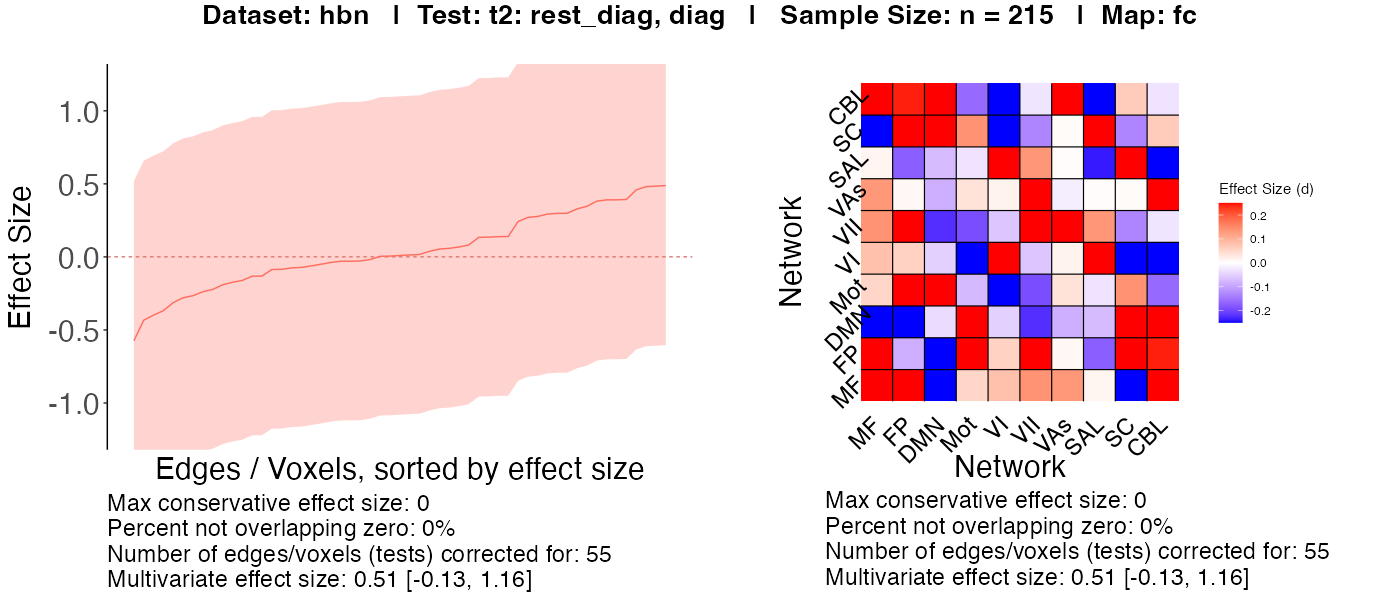 Dataset: hbn | Test: t2: rest_diag, diag | Sample Size: n = 215 | Map: fc
Effect Size
1.0
0.5
0.0
-0.5
-1.0
Edges / Voxels, sorted by effect size
Max conservative effect size: 0
Percent not overlapping zero: 0%
Number of edges/voxels (tests) corrected for: 55
Multivariate effect size: 0.51 [-0.13, 1.16]
Network
CBL
SC
SAL
VAs
VII
VI
Mot
DMN
FP
MF
MF FP DMN Mot VI VII VAs SAL SC CBL
Network
Effect Size (d)
0.2
0.1
0.0
-0.1
-0.2
Max conservative effect size: 0
Percent not overlapping zero: 0%
Number of edges/voxels (tests) corrected for: 55
Multivariate effect size: 0.51 [-0.13, 1.16]